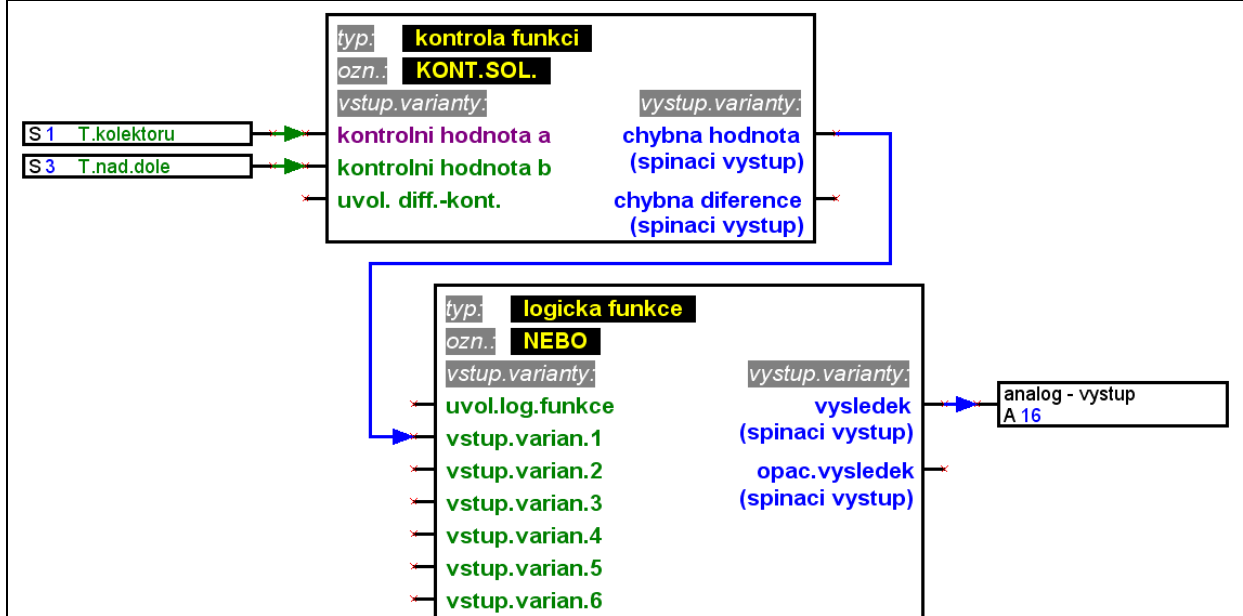 typ: kontrola funkci
ozn.: KONT.SOL.
vstup.varianty: vystup.varianty:
S 1 T.kolektoru kontrolni hodnota a chybna hodnota
(spinaci vystup)
S 3 T.nad.dole kontrolni hodnota b
uvol. diff.-kont. chybna diference
(spinaci vystup)
typ: logicka funkce
ozn.: NEBO
vstup.varianty: vystup.varianty:
uvol.log.funkce vysledek
(spinaci vystup)
analog - vystup
A 16
vstup.varian.1
vstup.varian.2 opac.vysledek
(spinaci vystup)
vstup.varian.3
vstup.varian.4
vstup.varian.5
vstup.varian.6